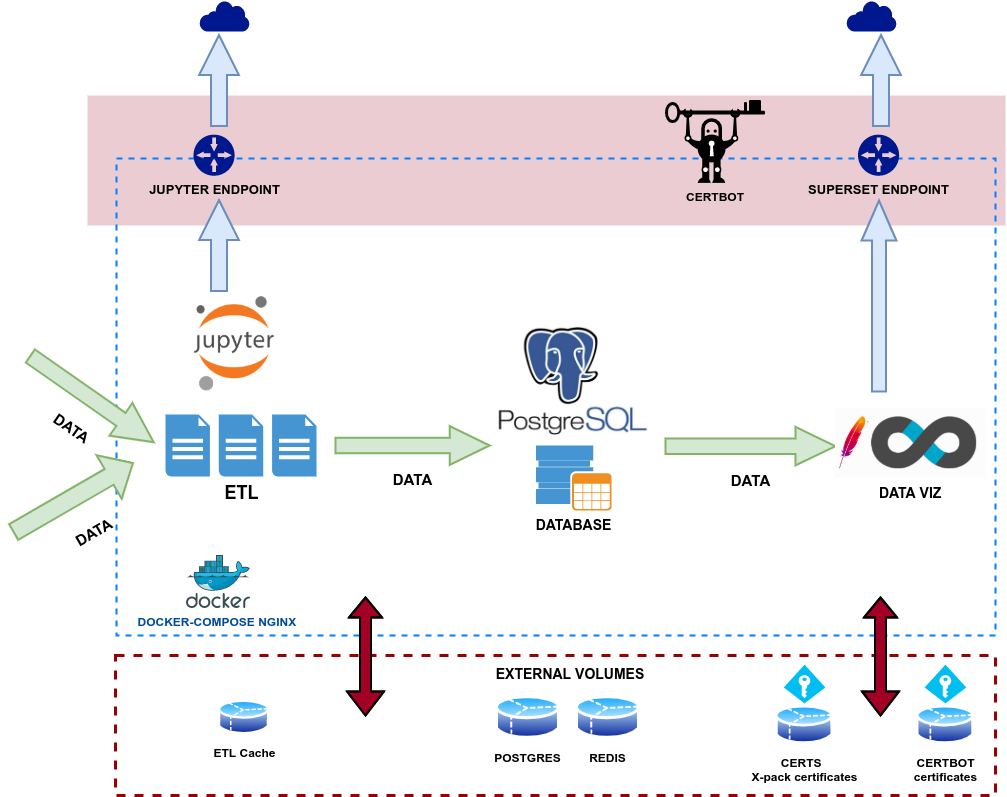 CERTBOT
JUPYTER ENDPOINT
SUPERSET ENDPOINT
jupyter
PostgreSQL
DATA
DATA
ETL
DATA
DATABASE
DATA
DATA VIZ
docker
DOCKER-COMPOSE NGINX
EXTERNAL VOLUMES
ETL Cache
POSTGRES
REDIS
CERTS
X-pack certificates
CERTBOT
certificates